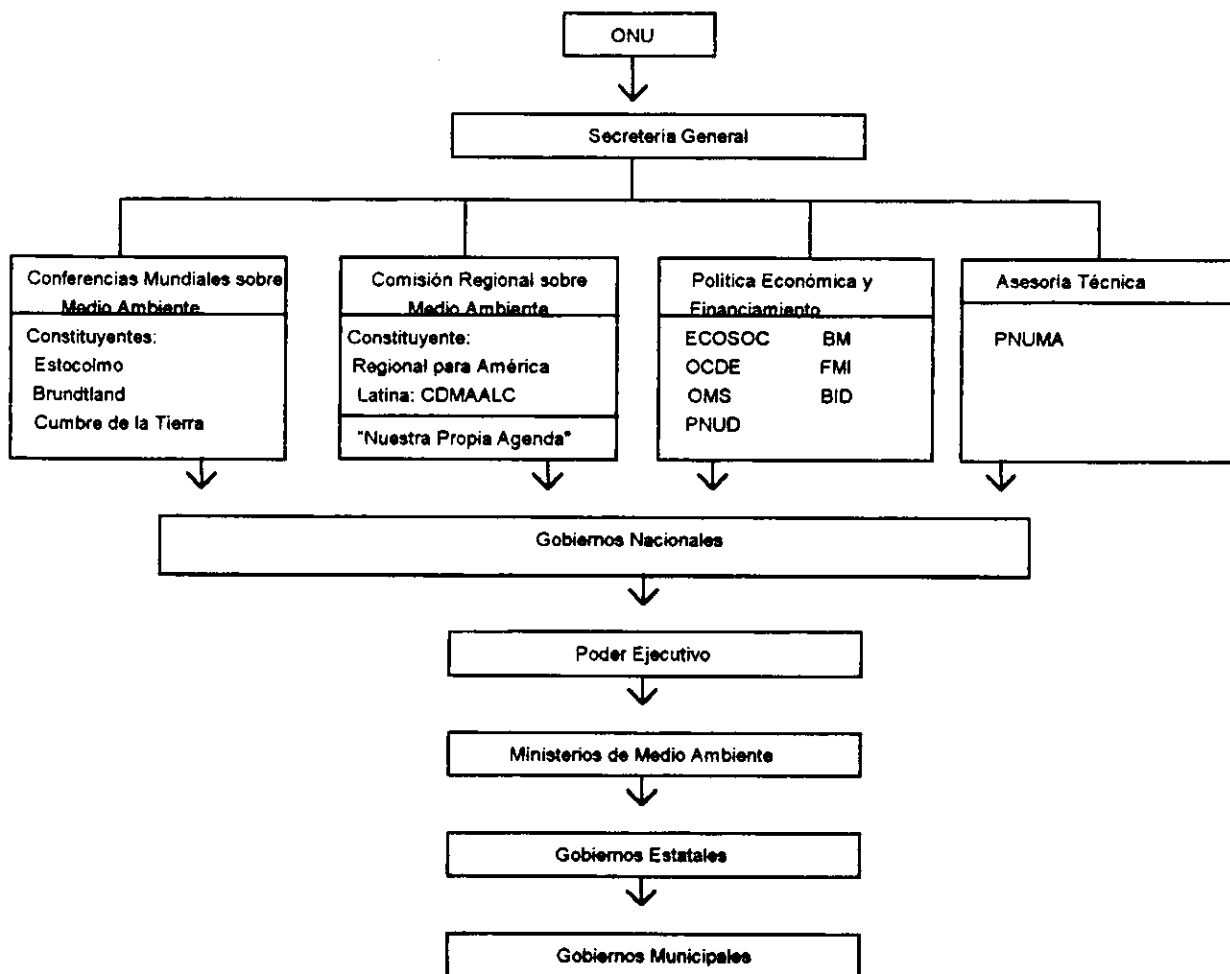 ONU
Secretería General
Conferencias Mundiales sobre
Medio Ambiente
Constituyentes:
Estocolmo
Brundtland
Cumbre de la Tierra
Comisión Regional sobre
Medio Ambiente
Constituyente:
Regional para América
Latina: CDMAALC
"Nuestra Propia Agenda"
Política Económica y
Financiamiento
ECOSOC BM
OCDE FMI
OMS BID
PNUD
Asesoría Técnica
PNUMA
Gobiernos Nacionales
Poder Ejecutivo
Ministerios de Medio Ambiente
Gobiernos Estatales
Gobiernos Municipales